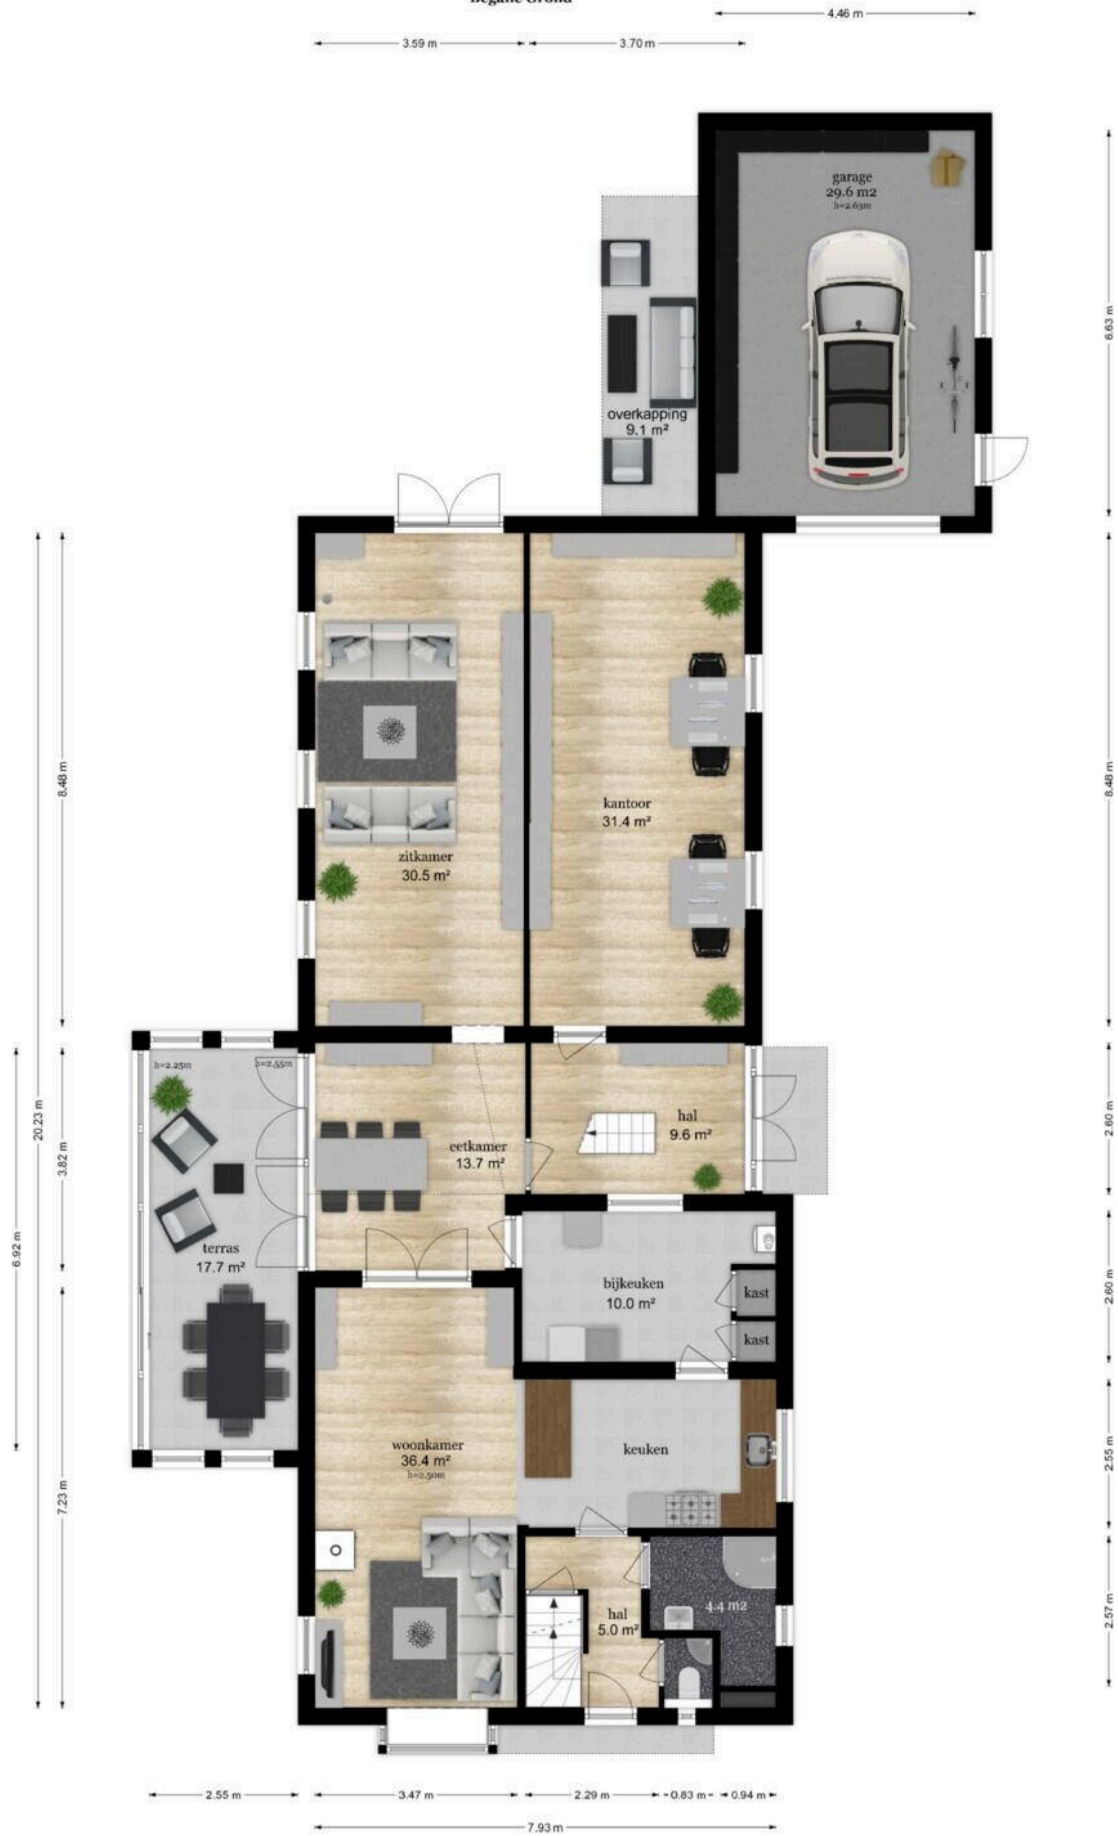 4.46 m
3.59 m
3.70 m
garage
29.6 m2
h=2.63m
6.63 m
overkapping
9.1 m²
8.48 m
8.48 m
kantoor
31.4 m²
zitkamer
30.5 m²
20.23 m
h=2.25m
h=2.55m
hal
9.6 m²
2.60 m
eetkamer
13.7 m²
3.82 m
6.92 m
terras
17.7 m²
bijkeuken
10.0 m²
kast
kast
2.60 m
woonkamer
36.4 m²
h=2.50m
keuken
2.55 m
7.23 m
4.4 m2
hal
5.0 m²
2.57 m
2.55 m
3.47 m
2.29 m
0.83 m
0.94 m
7.93 m